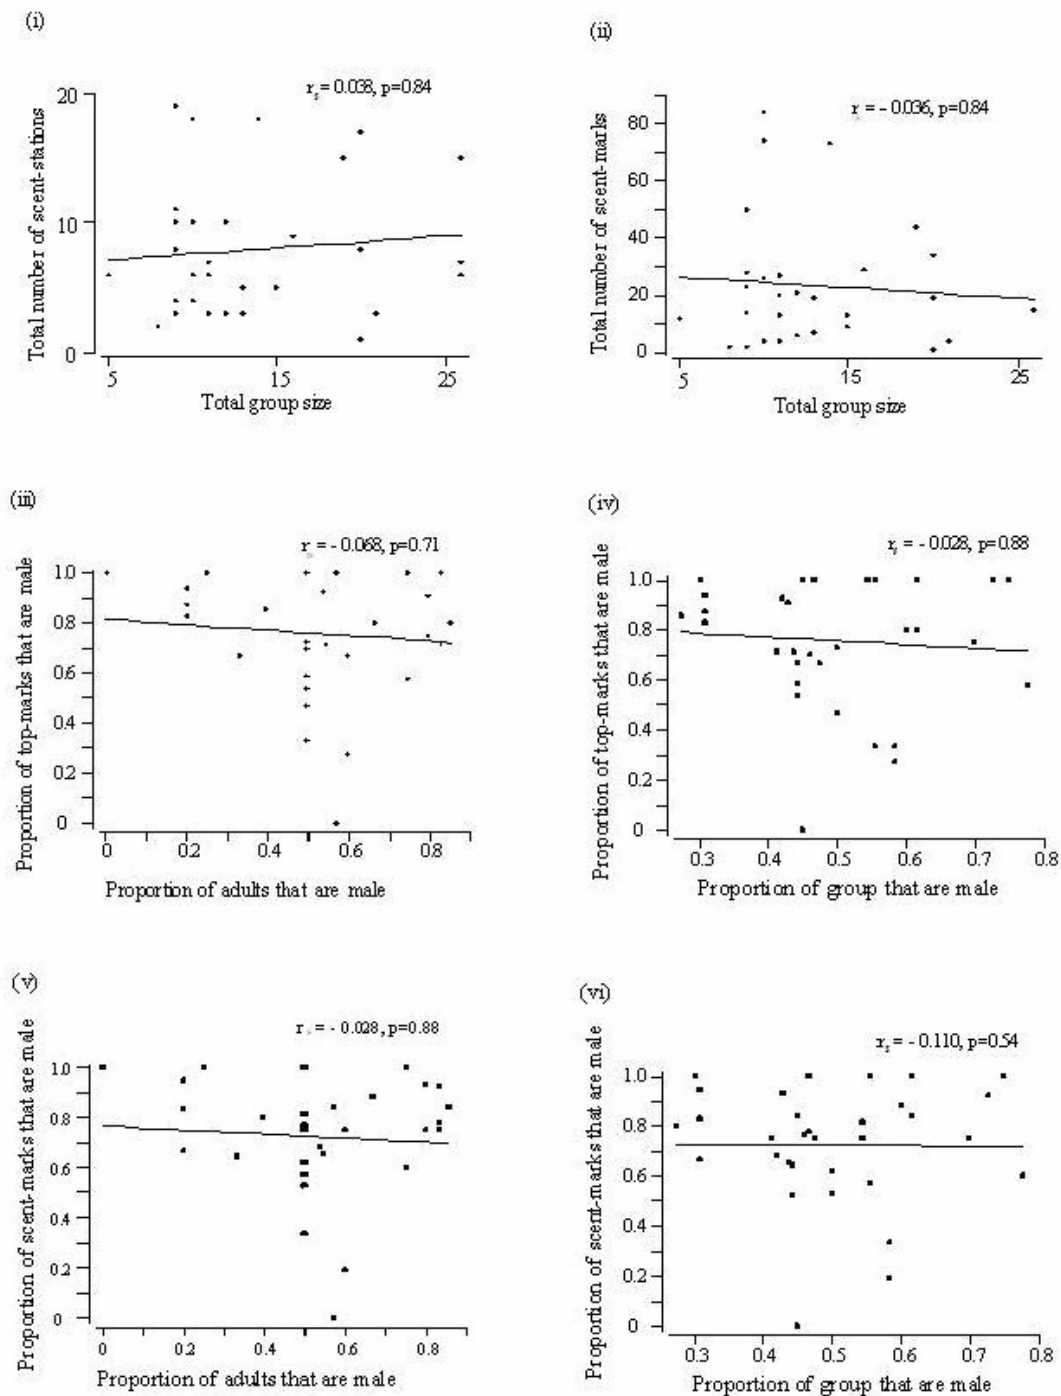 (i)
r_s = 0.038, p=0.84
Total number of scent-stations
20
10
0
5
15
25
Total group size
(ii)
r_s = - 0.036, p=0.84
Total number of scent-marks
80
60
40
20
0
5
15
25
Total group size
(iii)
r_s = - 0.068, p=0.71
Proportion of top-marks that are male
1.0
0.8
0.6
0.4
0.2
0
0
0.2
0.4
0.6
0.8
Proportion of adults that are male
(iv)
r_s = -0.028, p=0.88
Proportion of top-marks that are male
1.0
0.8
0.6
0.4
0.2
0
0.3
0.4
0.5
0.6
0.7
0.8
Proportion of group that are male
(v)
r_s = - 0.028, p=0.88
Proportion of scent-marks that are male
1.0
0.8
0.6
0.4
0.2
0
0
0.2
0.4
0.6
0.8
Proportion of adults that are male
(vi)
r_s = - 0.110, p=0.54
Proportion of scent-marks that are male
1.0
0.8
0.6
0.4
0.2
0
0.3
0.4
0.5
0.6
0.7
0.8
Proportion of group that are male